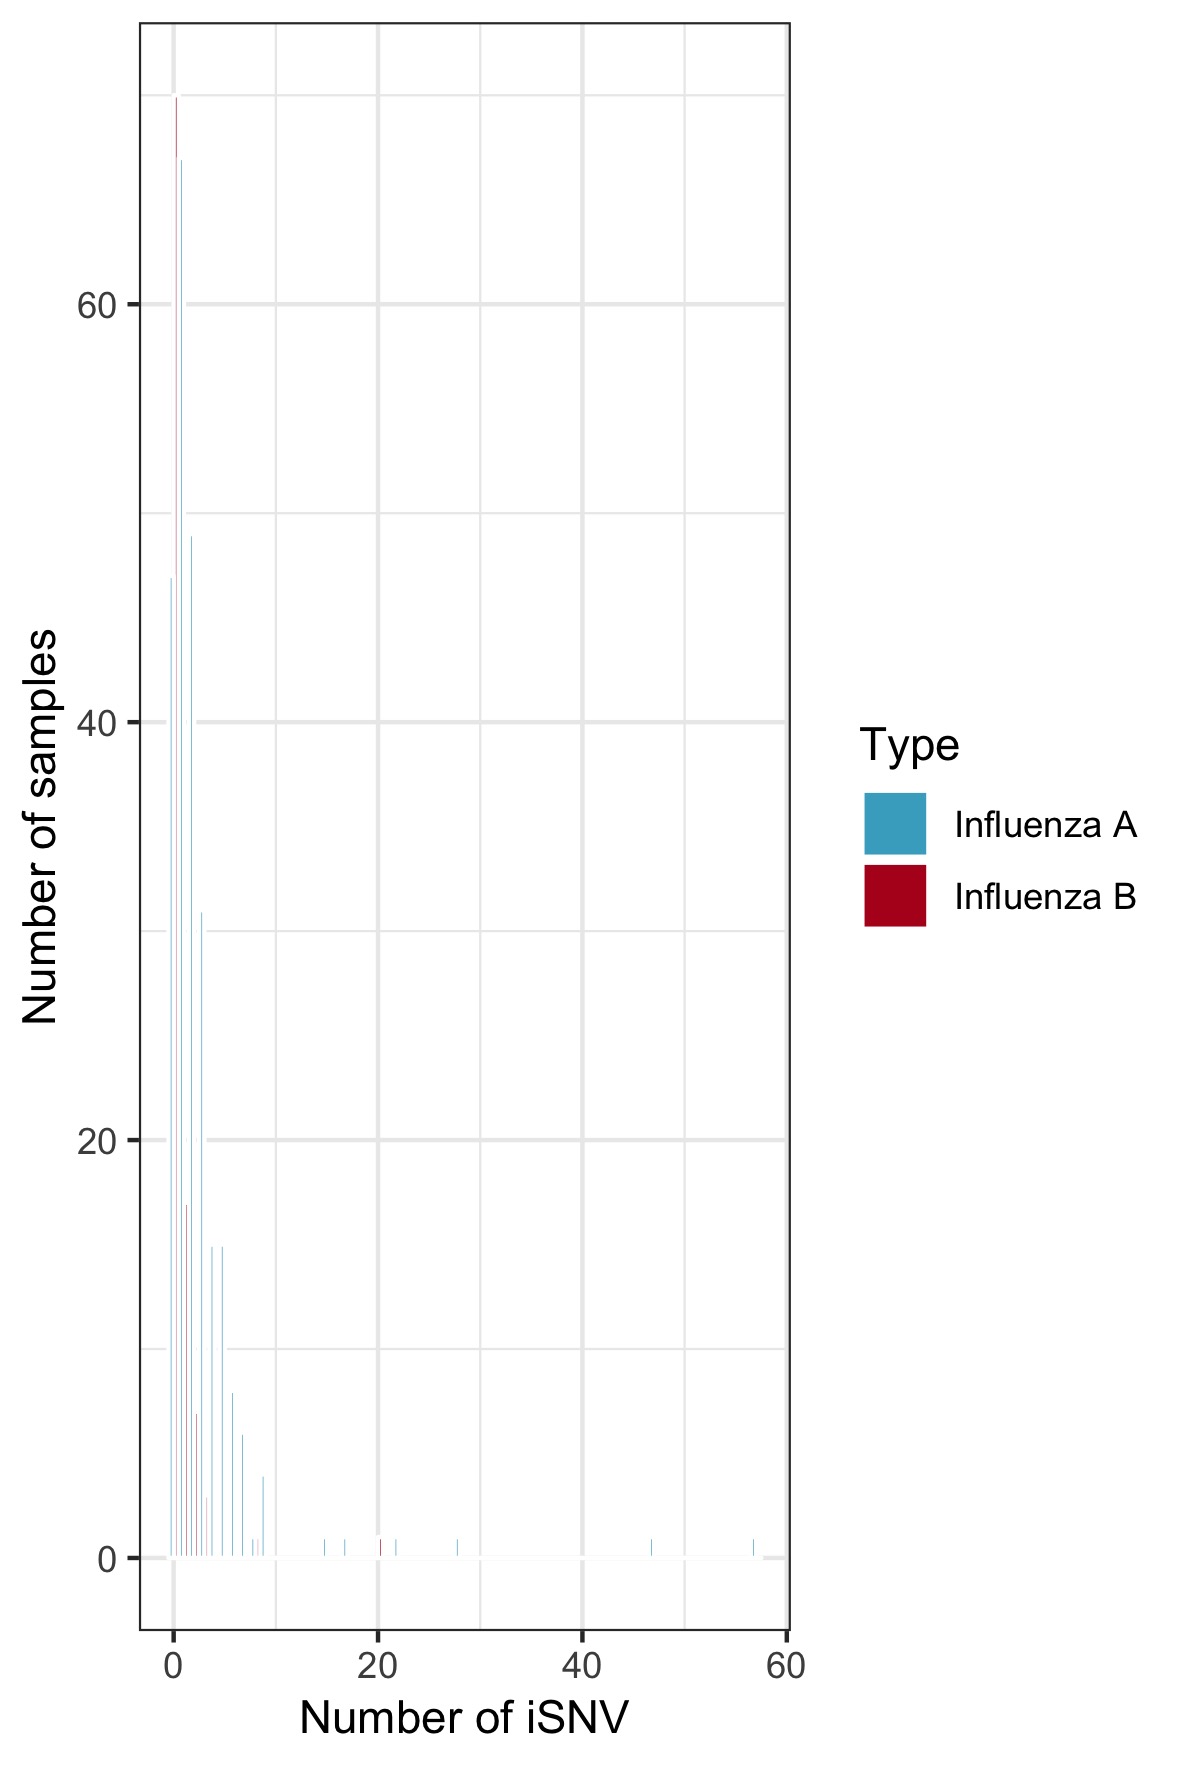 Number of samples
60
40
20
0
0 20 40 60
Number of iSNV
Type
Influenza A
Influenza B